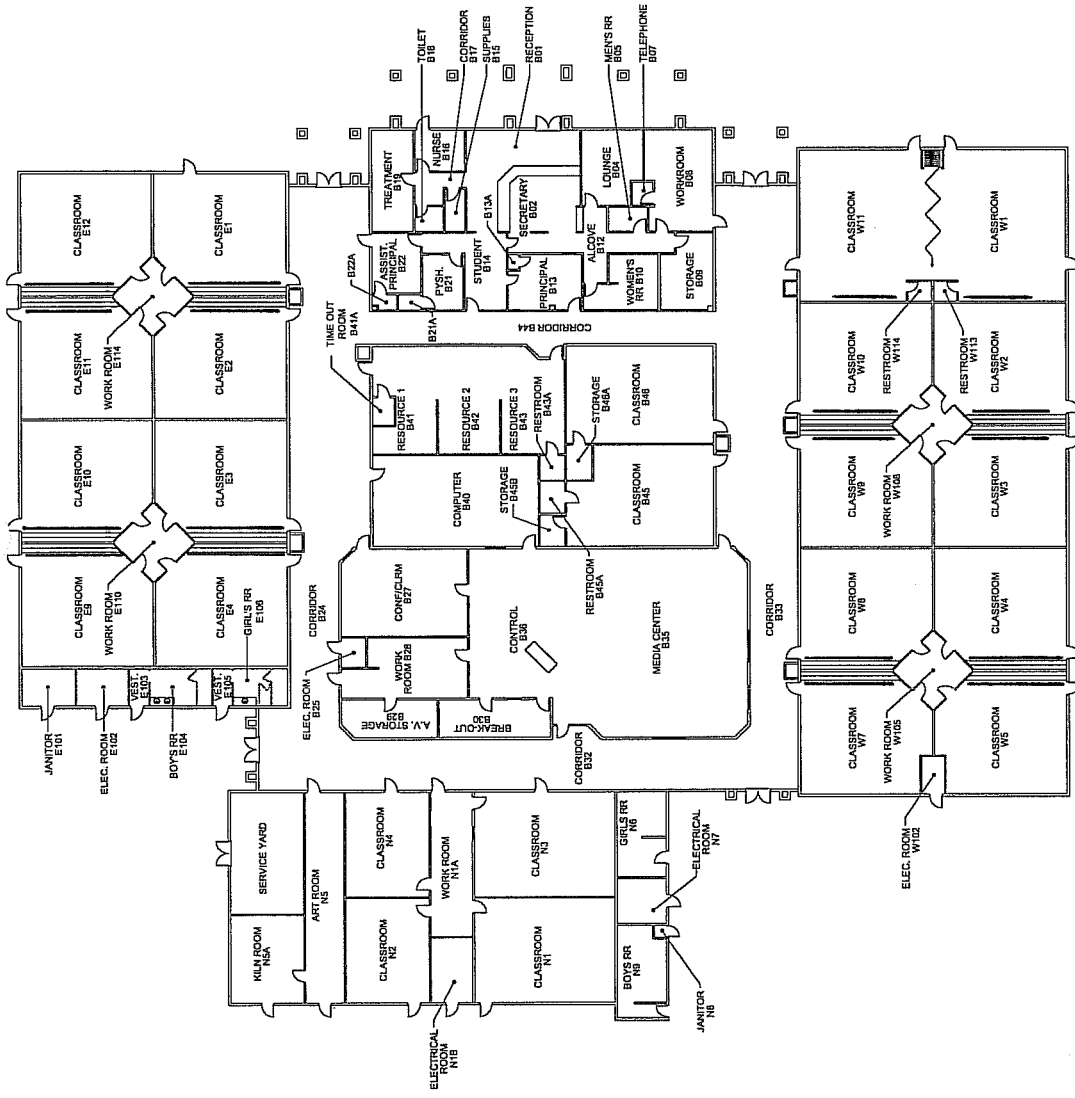 JANITOR
E101
ELEC. ROOM
E102
VEST.
E103
BOY'S RR
E104
VEST.
E105
GIRL'S RR
E106
CLASSROOM
E9
WORK ROOM
E110
CLASSROOM
E4
CLASSROOM
E10
CLASSROOM
E3
CLASSROOM
E11
WORK ROOM
E114
CLASSROOM
E2
CLASSROOM
E12
CLASSROOM
E1
TREATMENT
B19
NURSE
B16
TOILET
B18
CORRIDOR
B17
SUPPLIES
B15
RECEPTION
B01
MEN'S RR
B05
TELEPHONE
B07
B22A
ASSIST.
PRINCIPAL
B22
PYSH.
B21
B21A
STUDENT
B14
B13A
SECRETARY
B02
PRINCIPAL
B13
ALCOVE
B12
LOUNGE
B04
WORKROOM
B08
WOMEN'S
RR B10
STORAGE
B09
CORRIDOR B44
TIME OUT
ROOM
B41A
RESOURCE 1
B41
RESOURCE 2
B42
RESOURCE 3
B43
RESTROOM
B43A
STORAGE
B46A
CLASSROOM
B46
COMPUTER
B40
STORAGE
B45B
CLASSROOM
B45
RESTROOM
B45A
CORRIDOR
B24
CONF/CLRM
B27
WORK
ROOM B28
ELEC. ROOM
B25
A.V. STORAGE
B29
BREAK-OUT
B30
CONTROL
B36
MEDIA CENTER
B35
CORRIDOR
B32
CORRIDOR
B33
SERVICE YARD
KILN ROOM
N5A
ART ROOM
N5
CLASSROOM
N4
CLASSROOM
N2
WORK ROOM
N1A
ELECTRICAL
ROOM
N1B
CLASSROOM
N3
CLASSROOM
N1
GIRLS RR
N6
ELECTRICAL
ROOM
N7
BOYS RR
N9
JANITOR
N8
CLASSROOM
W11
CLASSROOM
W1
RESTROOM
W114
RESTROOM
W113
CLASSROOM
W10
CLASSROOM
W2
WORK ROOM
W106
CLASSROOM
W9
CLASSROOM
W3
CLASSROOM
W8
CLASSROOM
W4
WORK ROOM
W105
CLASSROOM
W7
CLASSROOM
W5
ELEC. ROOM
W102